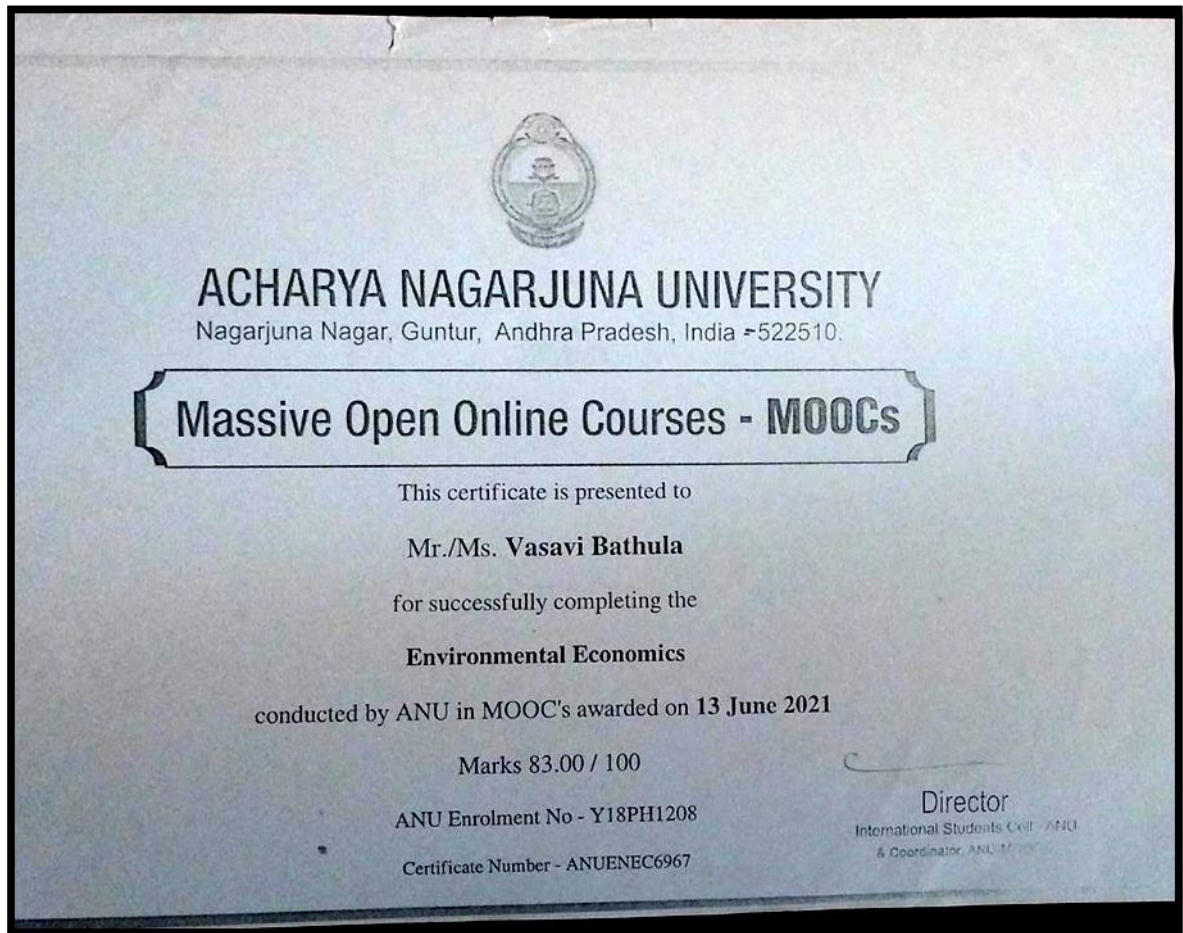 ACHARYA NAGARJUNA UNIVERSITY
Nagarjuna Nagar, Guntur, Andhra Pradesh, India -522510.
Massive Open Online Courses - MOOCs
This certificate is presented to
Mr./Ms. Vasavi Bathula
for successfully completing the
Environmental Economics
conducted by ANU in MOOC's awarded on 13 June 2021
Marks 83.00 / 100
ANU Enrolment No - Y18PH1208
Certificate Number - ANUENEC6967
Director
International Students Cell - ANU
& Coordinator, ANU